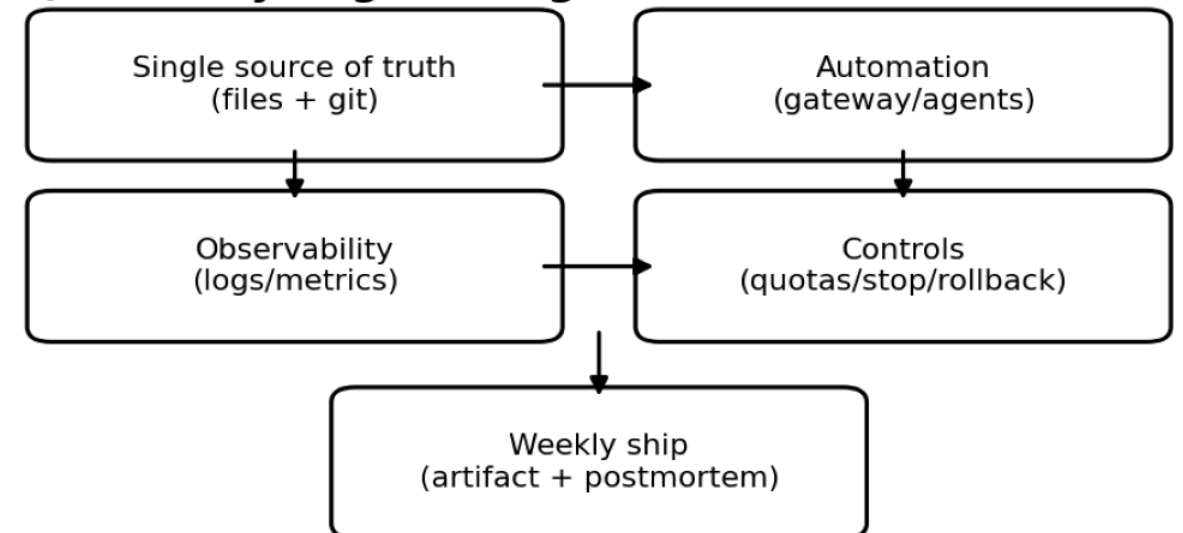 Single source of truth
(files + git)
Automation
(gateway/agents)
Observability
(logs/metrics)
Controls
(quotas/stop/rollback)
Weekly ship
(artifact + postmortem)